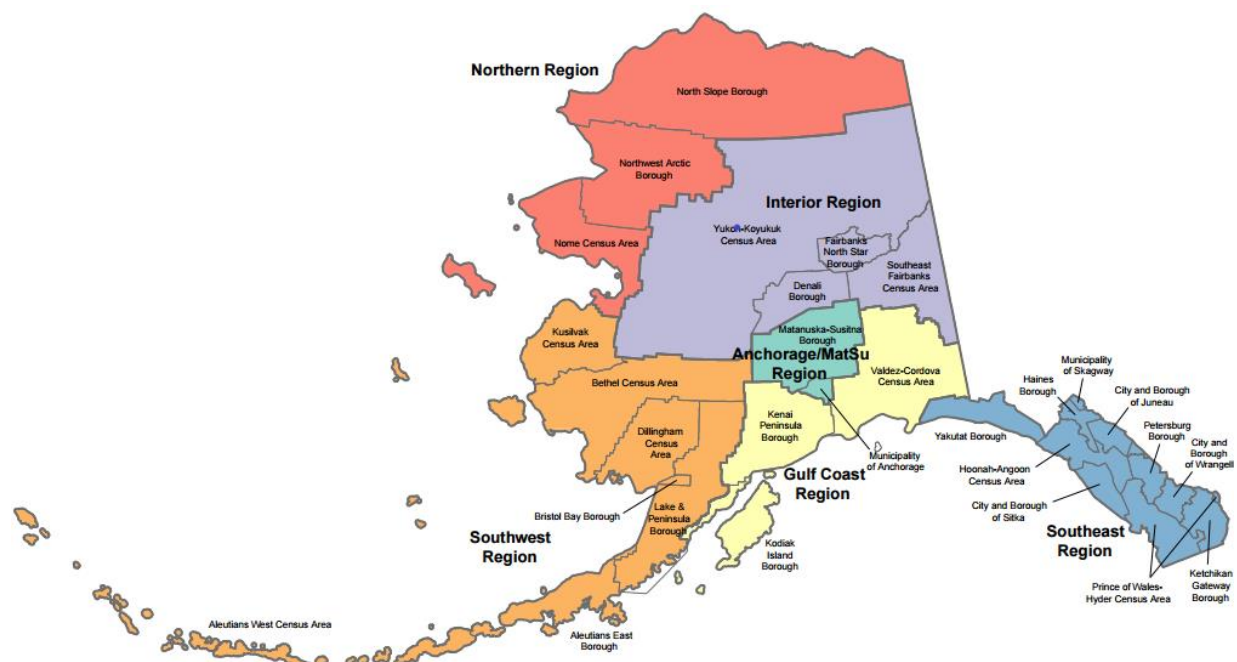 Northern Region
North Slope Borough
Northwest Arctic
Borough
Nome Census Area
Interior Region
Yukon-Koyukuk
Census Area
Fairbanks
North Star
Borough
Southeast
Fairbanks
Census Area
Denali
Borough
Kusilvak
Census Area
Matanuska-Susitna
Borough
Anchorage/MatSu
Region
Valdez-Cordova
Census Area
Bethel Census Area
Dillingham
Census
Area
Kenai
Peninsula
Borough
Municipality
of Anchorage
Gulf Coast
Region
Bristol Bay Borough
Lake &
Peninsula
Borough
Southwest
Region
Kodiak
Island
Borough
Aleutians West Census Area
Aleutians East
Borough
Municipality
of Skagway
Haines
Borough
City and Borough
of Juneau
Petersburg
Borough
City and
Borough
of Wrangell
Yakutat Borough
Hoonah-Angoon
Census Area
City and Borough
of Sitka
Southeast
Region
Prince of Wales-
Hyder Census Area
Ketchikan
Gateway
Borough